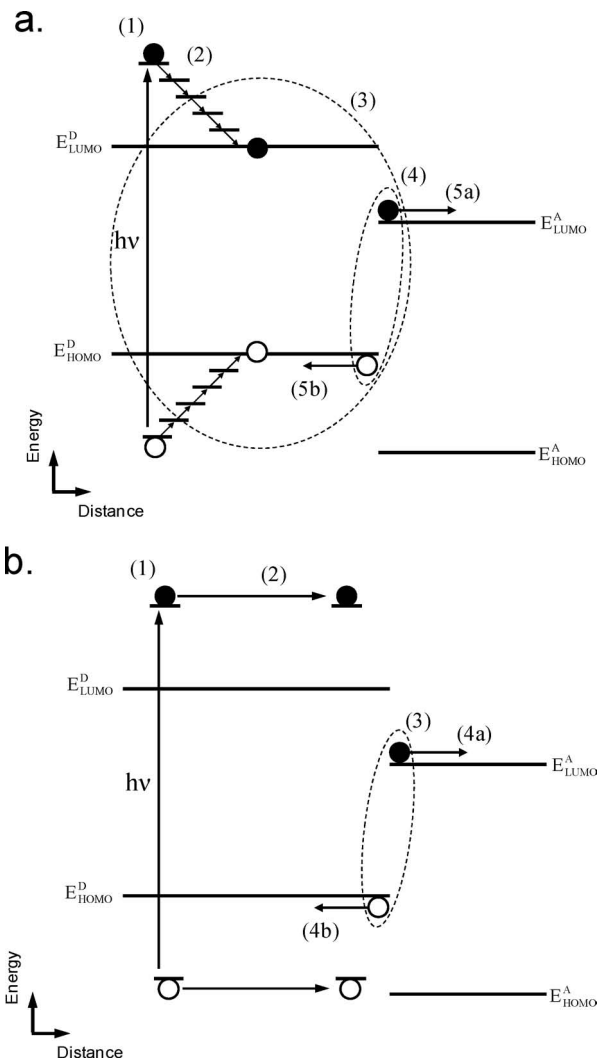 a.
(1)
(2)
(3)
E^D_LUMO
(4)
(5a)
E^A_LUMO
hν
E^D_HOMO
(5b)
E^A_HOMO
Energy
Distance
b.
(1)
(2)
E^D_LUMO
(3)
(4a)
E^A_LUMO
hν
E^D_HOMO
(4b)
E^A_HOMO
Energy
Distance